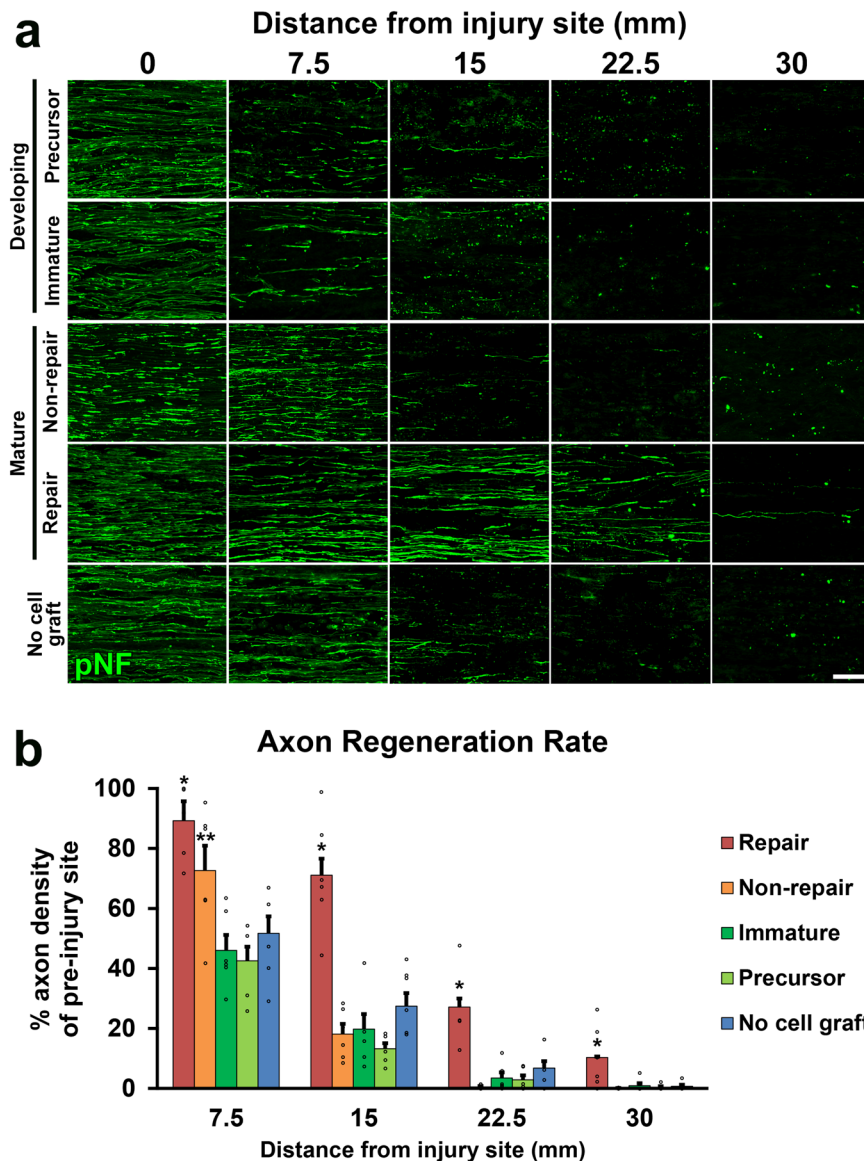 a
Distance from injury site (mm)
0 7.5 15 22.5 30
Developing
Precursor
Immature
Mature
Non-repair
Repair
No cell
graft
pNF
b
Axon Regeneration Rate
% axon density
of pre-injury site
100
80
60
40
20
0
*
**
*
*
*
7.5 15 22.5 30
Distance from injury site (mm)
Repair
Non-repair
Immature
Precursor
No cell graft